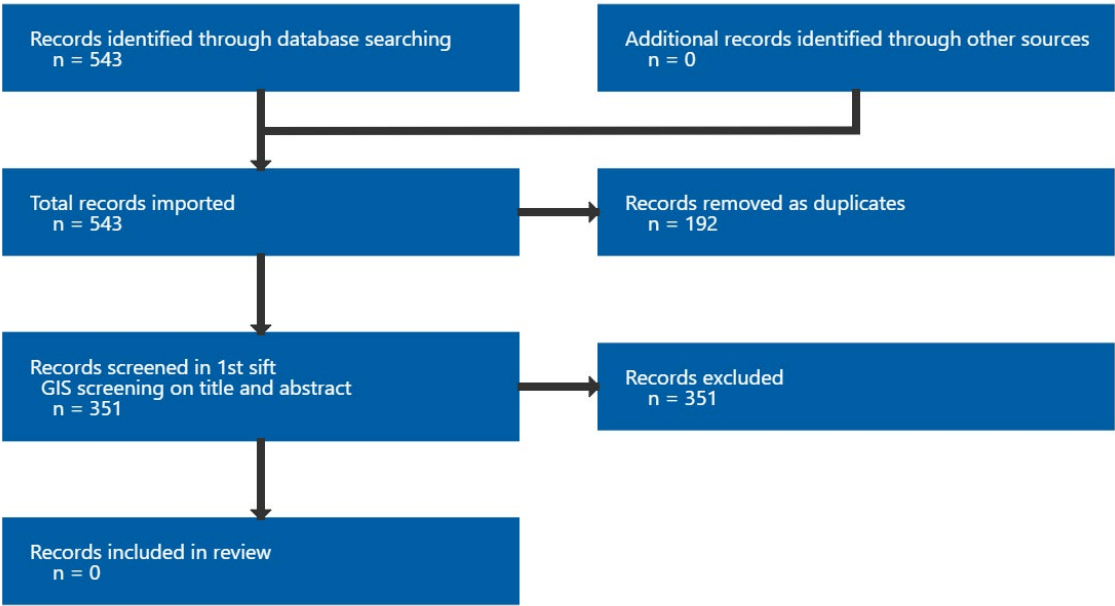 Records identified through database searching
n = 543
Additional records identified through other sources
n = 0
Total records imported
n = 543
Records removed as duplicates
n = 192
Records screened in 1st sift
GIS screening on title and abstract
n = 351
Records excluded
n = 351
Records included in review
n = 0